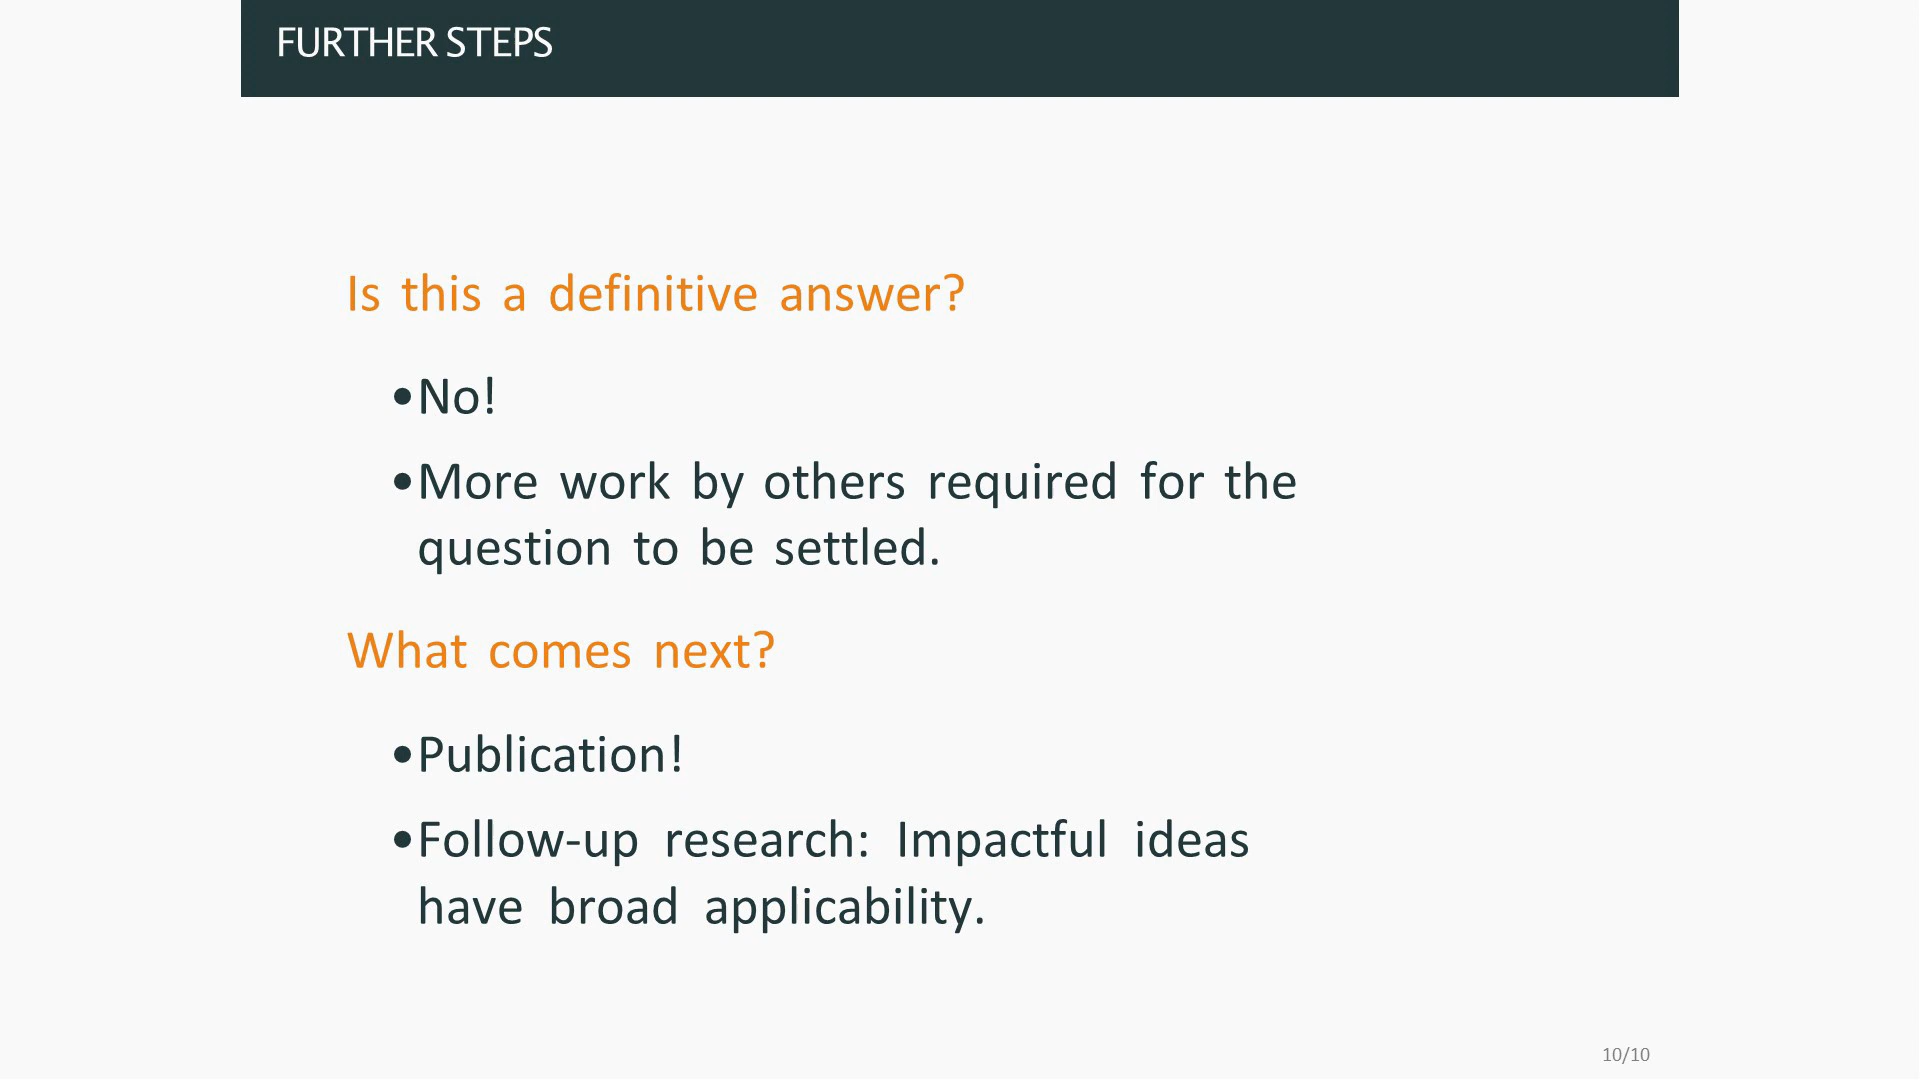 FURTHER STEPS
Is this a definitive answer?
•No!
•More work by others required for the
question to be settled.
What comes next?
•Publication!
•Follow-up research: Impactful ideas
have broad applicability.
10/10